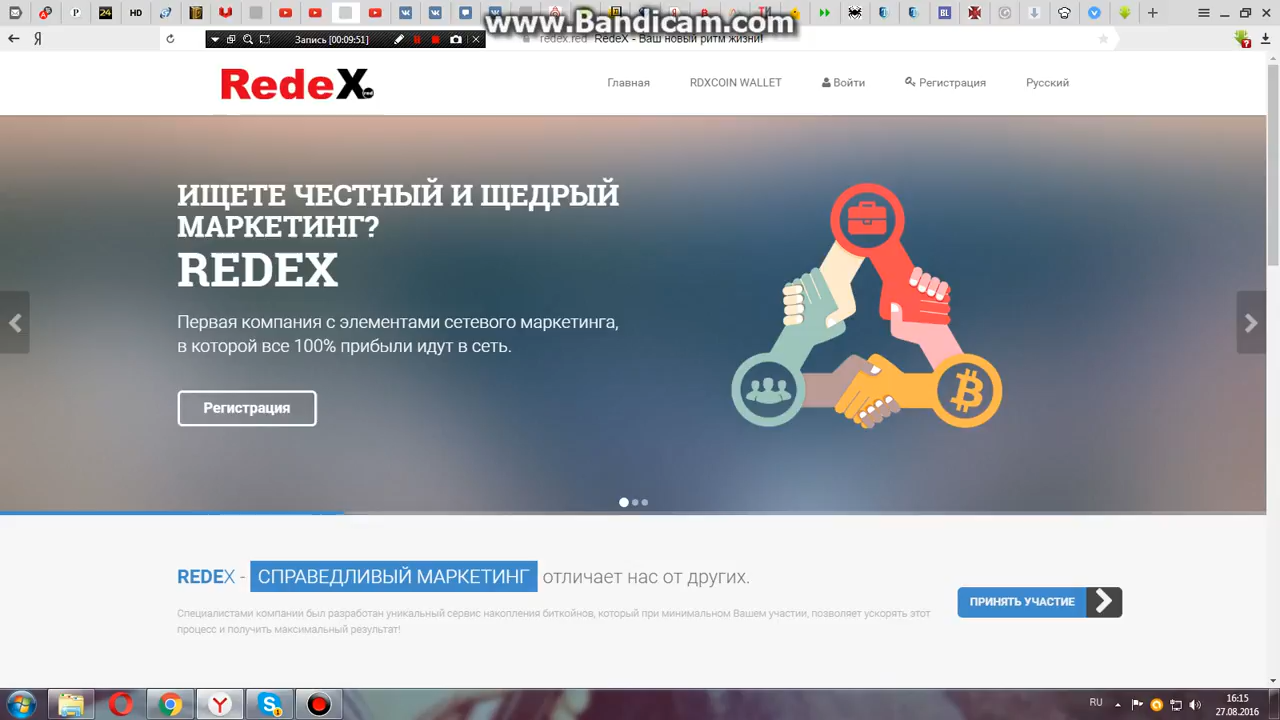 www.Bandicam.com
Запись [00:09:51]
redex.red RedeX - Ваш новый ритм жизни!
RedeX
Главная
RDXCOIN WALLET
Войти
Регистрация
Русский
ИЩЕТЕ ЧЕСТНЫЙ И ЩЕДРЫЙ
МАРКЕТИНГ?
REDEX
Первая компания с элементами сетевого маркетинга,
в которой все 100% прибыли идут в сеть.
Регистрация
REDEX - СПРАВЕДЛИВЫЙ МАРКЕТИНГ отличает нас от других.
Специалистами компании был разработан уникальный сервис накопления биткойнов, который при минимальном Вашем участии, позволяет ускорять этот
процесс и получить максимальный результат!
ПРИНЯТЬ УЧАСТИЕ
RU
16:15
27.08.2016